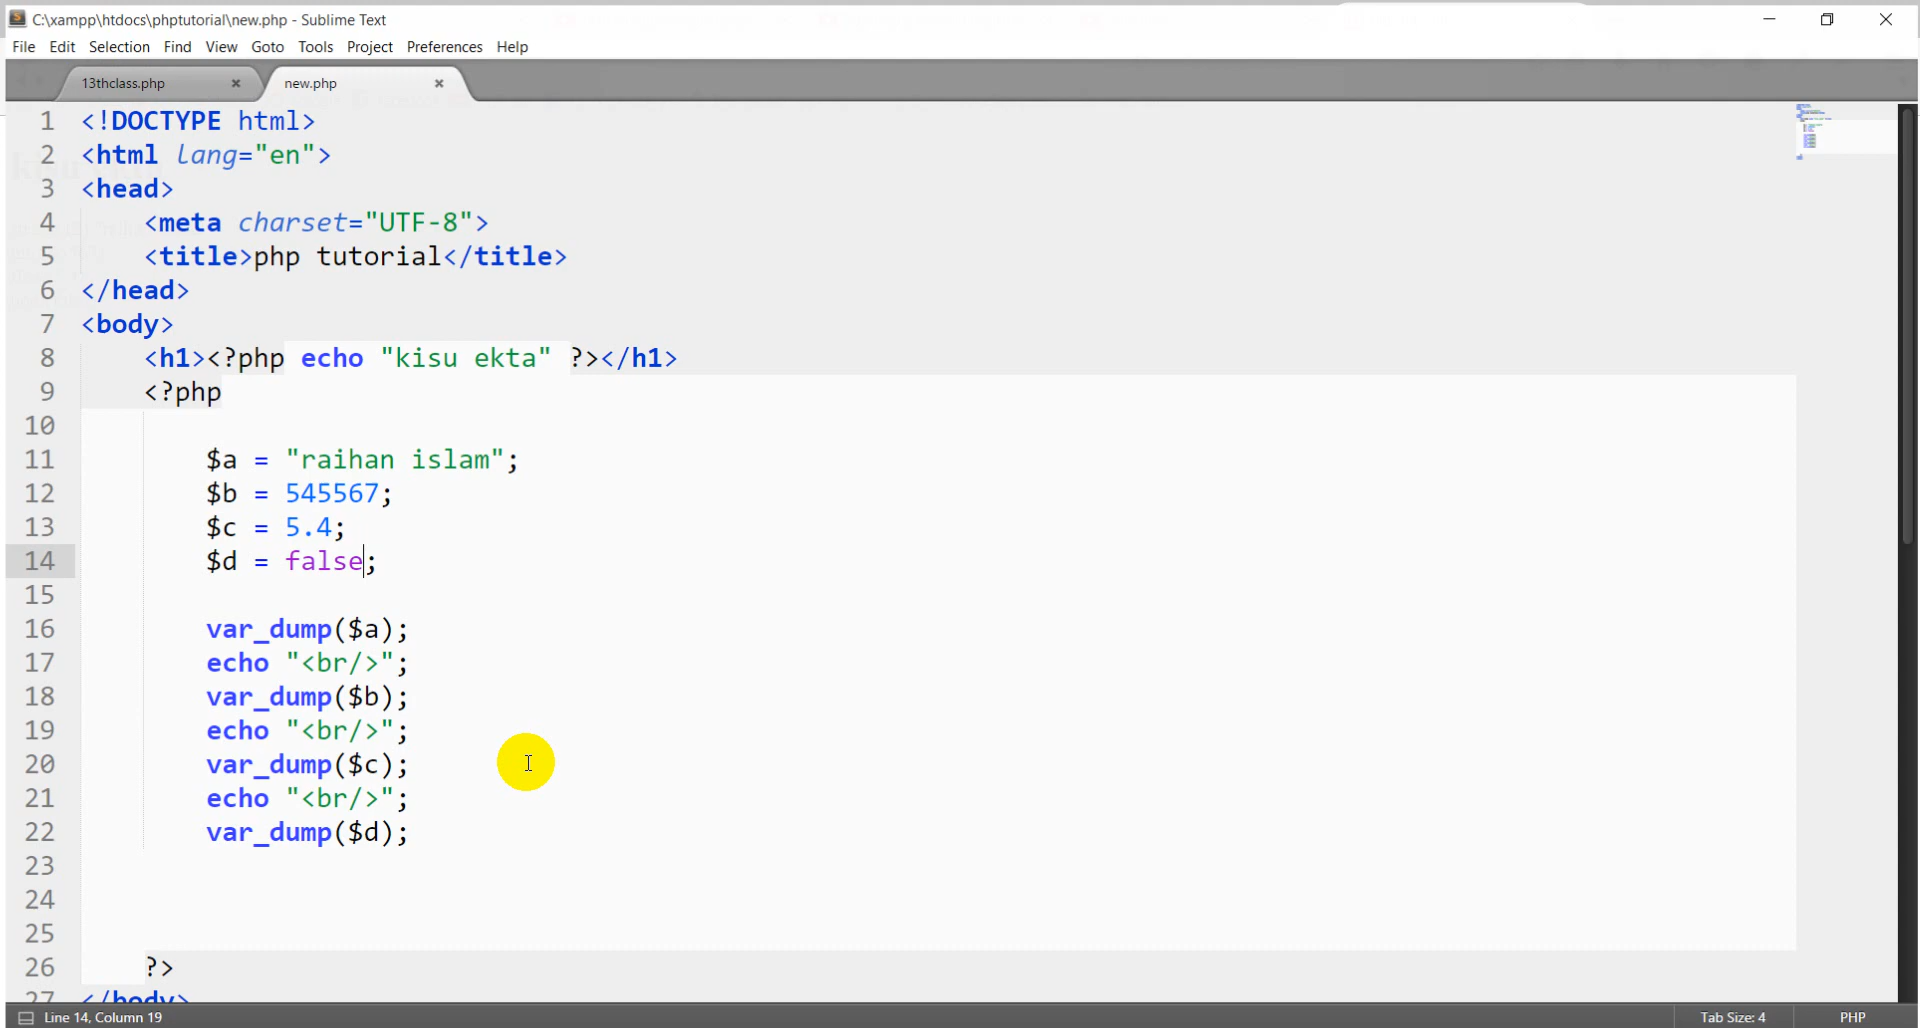 C:\xampp\htdocs\phptutorial\new.php - Sublime Text
File Edit Selection Find View Goto Tools Project Preferences Help
13thclass.php × new.php ×
1 <!DOCTYPE html>
2 <html lang="en">
3 <head>
4 <meta charset="UTF-8">
5 <title>php tutorial</title>
6 </head>
7 <body>
8 <h1><?php echo "kisu ekta" ?></h1>
9 <?php
10
11 $a = "raihan islam";
12 $b = 545567;
13 $c = 5.4;
14 $d = false;
15
16 var_dump($a);
17 echo "<br/>";
18 var_dump($b);
19 echo "<br/>";
20 var_dump($c);
21 echo "<br/>";
22 var_dump($d);
23
24
25
26 ?>
27 </body>
Line 14, Column 19 Tab Size: 4 PHP